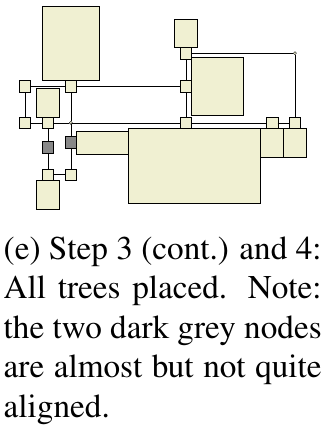 (e) Step 3 (cont.) and 4:
All trees placed. Note:
the two dark grey nodes
are almost but not quite
aligned.